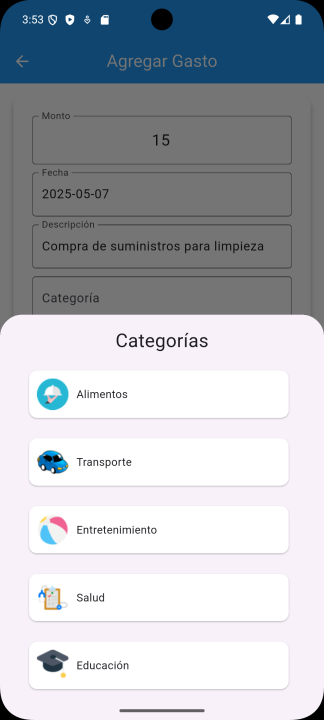 3:53
Agregar Gasto
Monto
15
Fecha
2025-05-07
Descripción
Compra de suministros para limpieza
Categoría
Categorías
Alimentos
Transporte
Entretenimiento
Salud
Educación